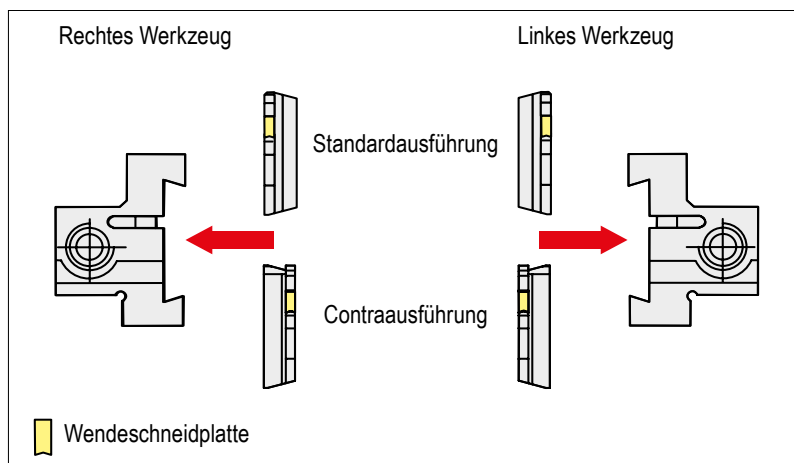 Rechtes Werkzeug
Linkes Werkzeug
Standardausführung
Contraausführung
Wendeschneidplatte